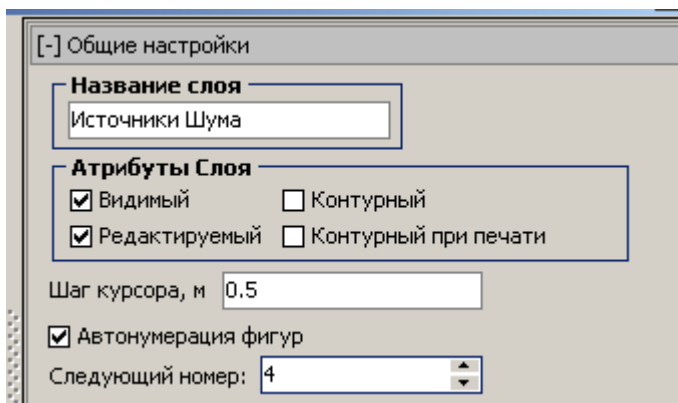 [-] Общие настройки
Название слоя
Источники Шума
Атрибуты Слоя
Видимый Контурный
Редактируемый Контурный при печати
Шаг курсора, м 0.5
Автонумерация фигур
Следующий номер: 4